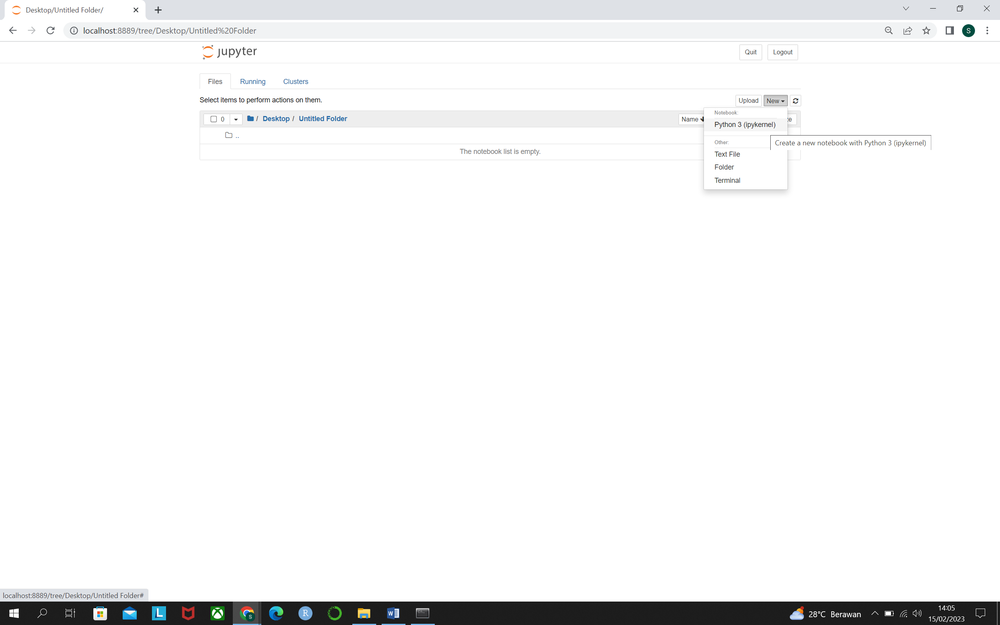 Desktop/Untitled Folder/
localhost:8889/tree/Desktop/Untitled%20Folder
S
jupyter
Quit
Logout
Files
Running
Clusters
Select items to perform actions on them.
Upload
New
0
/ Desktop / Untitled Folder
Name
ze
Notebook:
Python 3 (ipykernel)
Create a new notebook with Python 3 (ipykernel)
Other:
Text File
Folder
Terminal
..
The notebook list is empty.
localhost:8889/tree/Desktop/Untitled Folder#
L
S
R
W
28°C Berawan
14:05
15/02/2023